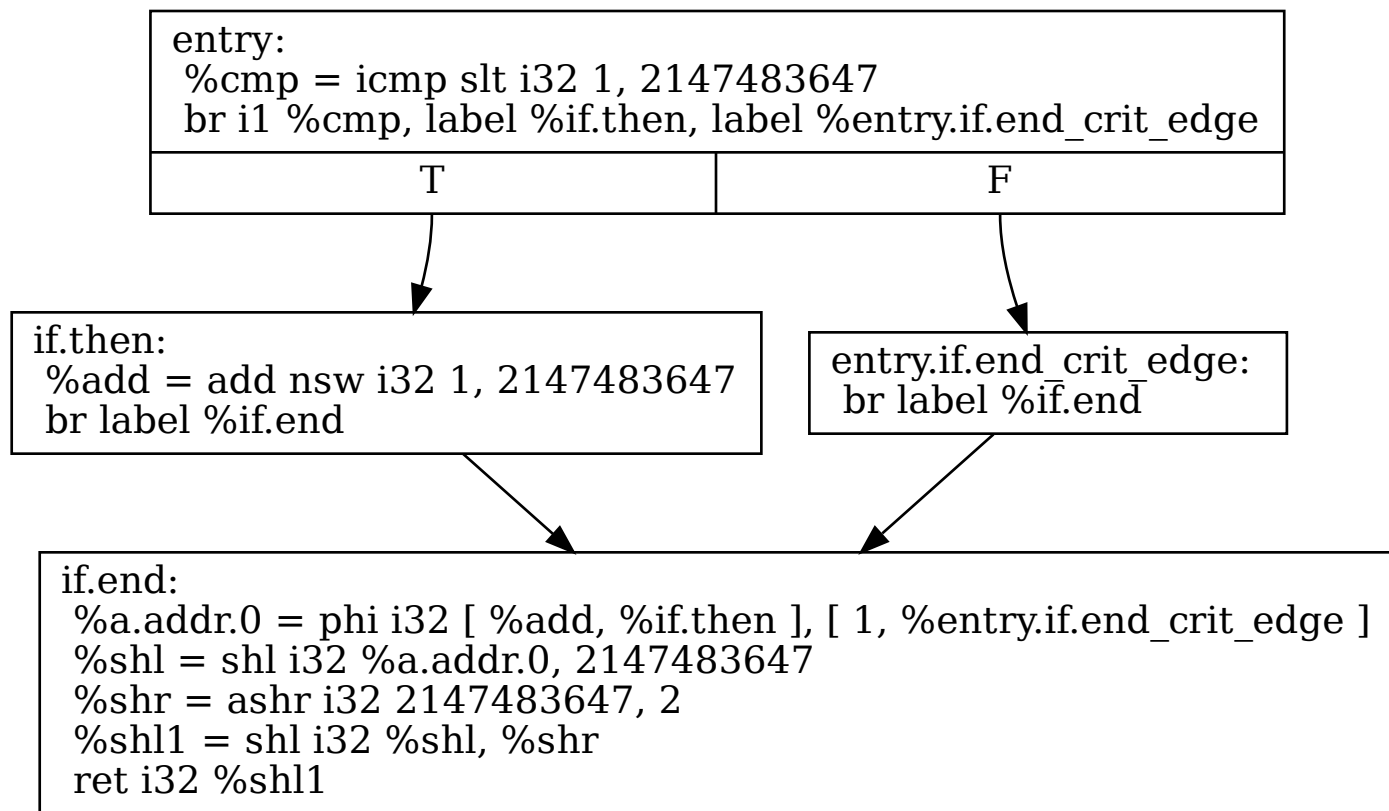 entry:
%cmp = icmp slt i32 1, 2147483647
br i1 %cmp, label %if.then, label %entry.if.end_crit_edge
T
F
if.then:
%add = add nsw i32 1, 2147483647
br label %if.end
entry.if.end_crit_edge:
br label %if.end
if.end:
%a.addr.0 = phi i32 [ %add, %if.then ], [ 1, %entry.if.end_crit_edge ]
%shl = shl i32 %a.addr.0, 2147483647
%shr = ashr i32 2147483647, 2
%shl1 = shl i32 %shl, %shr
ret i32 %shl1